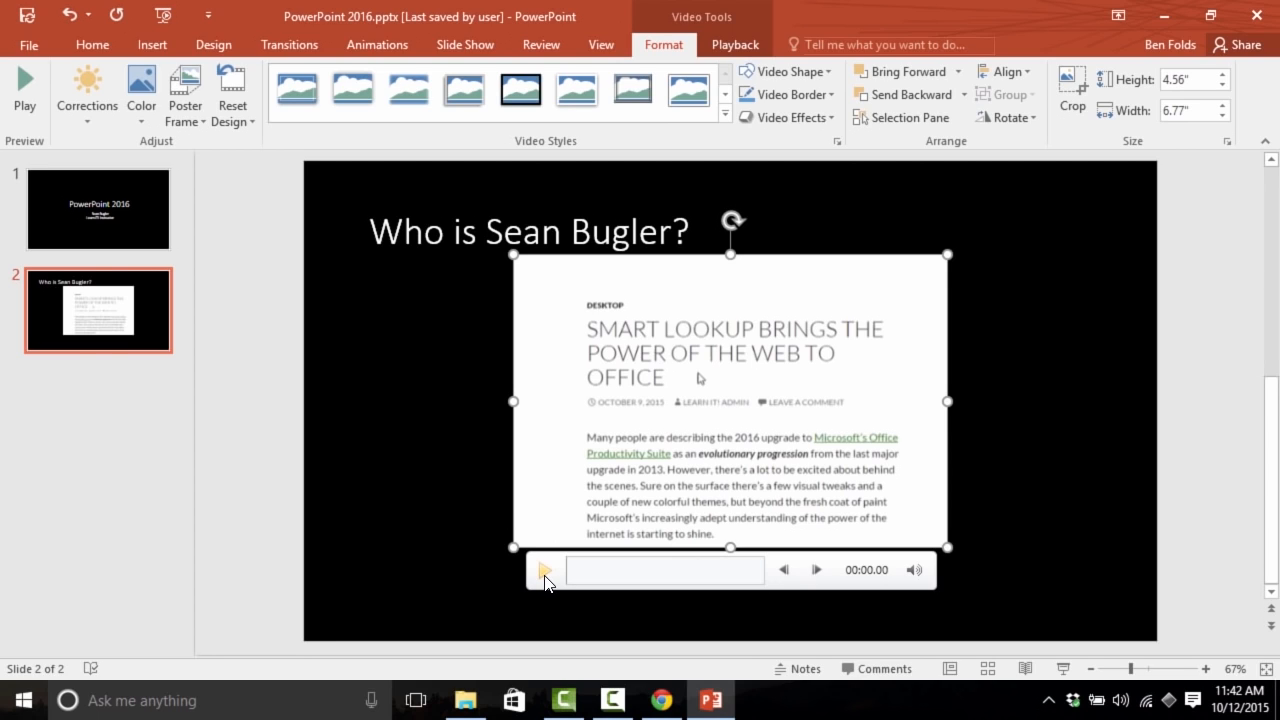 PowerPoint 2016.pptx [Last saved by user] - PowerPoint
Video Tools
File Home Insert Design Transitions Animations Slide Show Review View Format Playback Tell me what you want to do... Ben Folds Share
Play
Corrections
Color
Poster Frame
Reset Design
Video Shape
Video Border
Video Effects
Bring Forward
Send Backward
Selection Pane
Align
Group
Rotate
Crop
Height: 4.56"
Width: 6.77"
Preview Adjust Video Styles Arrange Size
1
PowerPoint 2016
2
Who is Sean Bugler?
Who is Sean Bugler?
DESKTOP
SMART LOOKUP BRINGS THE
POWER OF THE WEB TO
OFFICE
OCTOBER 9, 2015 LEARN IT! ADMIN LEAVE A COMMENT
Many people are describing the 2016 upgrade to Microsoft's Office
Productivity Suite as an evolutionary progression from the last major
upgrade in 2013. However, there's a lot to be excited about behind
the scenes. Sure on the surface there's a few visual tweaks and a
couple of new colorful themes, but beyond the fresh coat of paint
Microsoft's increasingly adept understanding of the power of the
internet is starting to shine.
00:00.00
Slide 2 of 2 Notes Comments 67%
Ask me anything
11:42 AM
10/12/2015